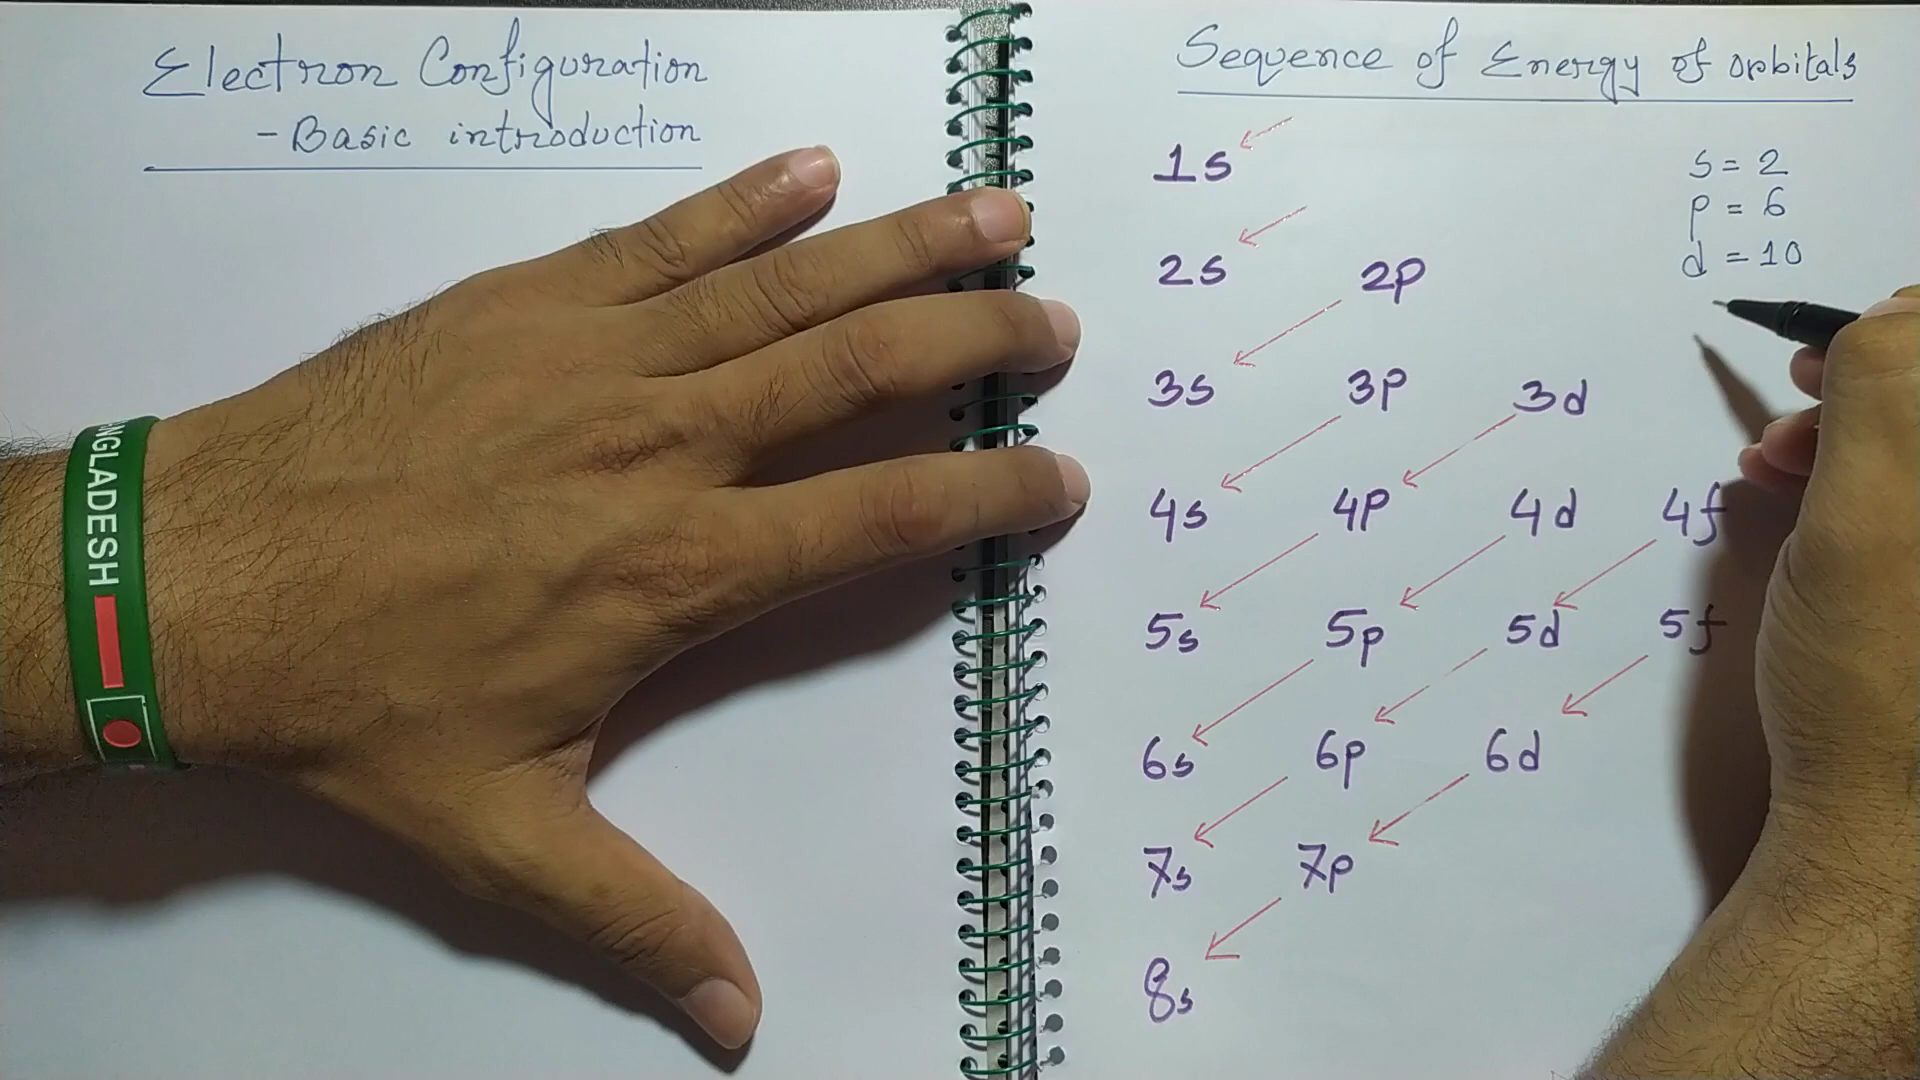 Electron Configuration
- Basic introduction
NGLADESH
Sequence of Energy of orbitals
1s
s = 2
p = 6
d = 10
2s 2p
3s 3p 3d
4s 4p 4d 4f
5s 5p 5d 5f
6s 6p 6d
7s 7p
8s